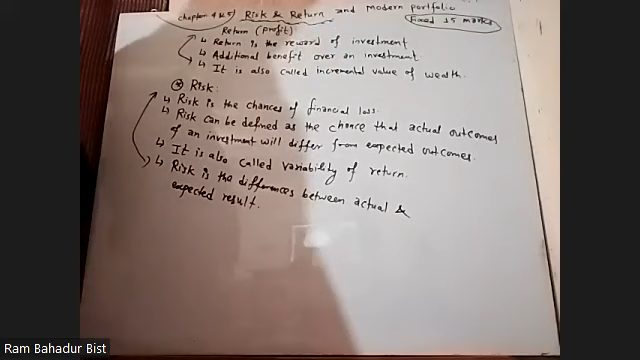 chapter 4 & 5) Risk & Return and modern portfolio
Fixed 15 marks
Return (profit)
↳ Return is the reward of investment
↳ Additional benefit over an investment.
↳ It is also called incremental value of wealth.
* Risk:
↳ Risk is the chances of financial loss.
↳ Risk can be defined as the chance that actual outcomes
of an investment will differ from expected outcomes.
↳ It is also called variability of return.
↳ Risk is the differences between actual &
expected result.
Ram Bahadur Bist